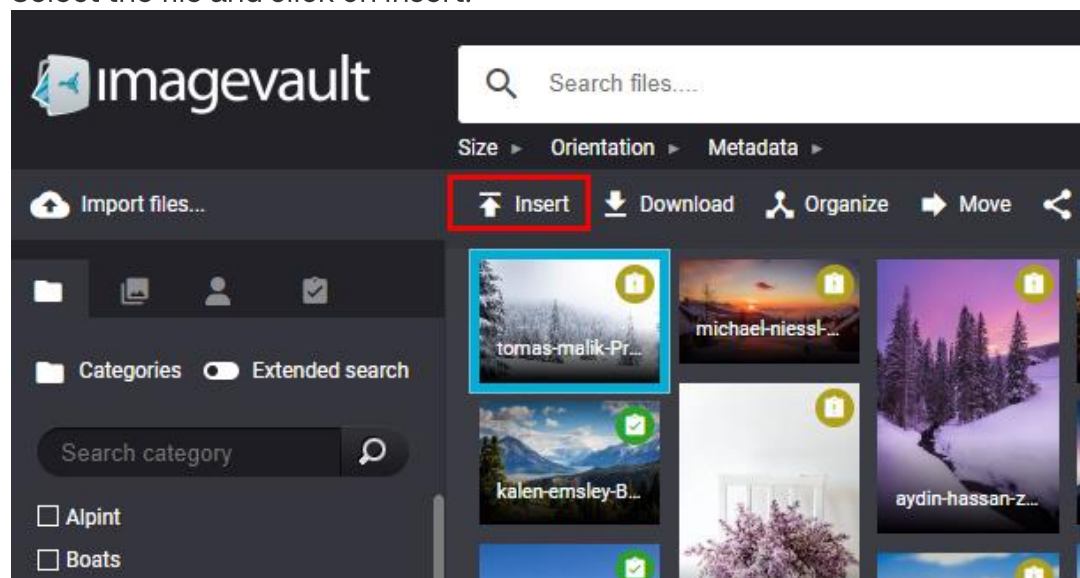 Select the file and click on Insert.
imagevault
Search files....
Size Orientation Metadata
Import files...
Insert Download Organize Move
tomas-malik-Pr...
michael-niessl-...
Categories Extended search
Search category
kalen-emsley-B...
aydin-hassan-z...
Alpint
Boats